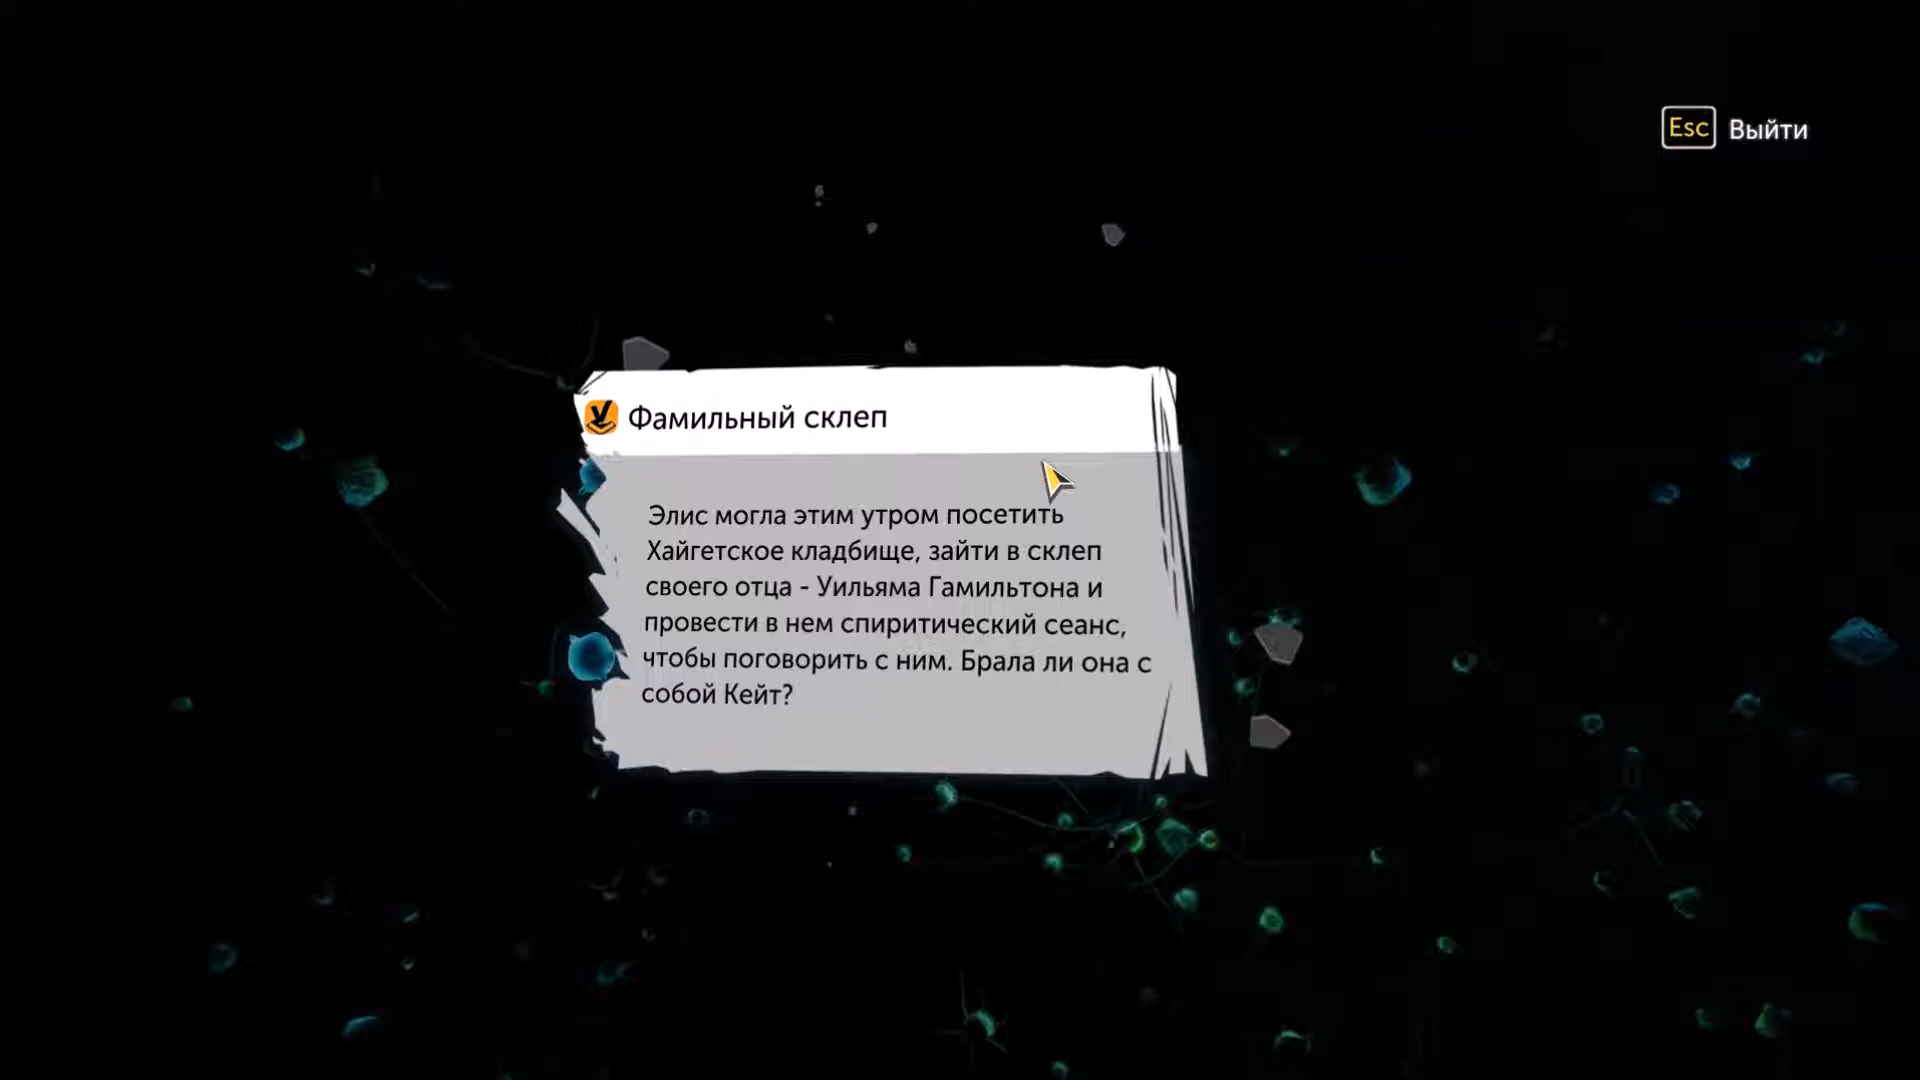 Esc Выйти
Фамильный склеп
Элис могла этим утром посетить
Хайгетское кладбище, зайти в склеп
своего отца - Уильяма Гамильтона и
провести в нем спиритический сеанс,
чтобы поговорить с ним. Брала ли она с
собой Кейт?